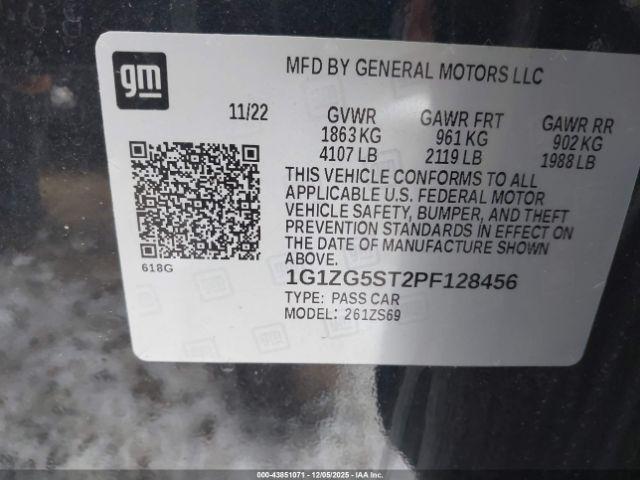 gm
MFD BY GENERAL MOTORS LLC
11/22 GVWR GAWR FRT GAWR RR
1863 KG 961 KG 902 KG
4107 LB 2119 LB 1988 LB
THIS VEHICLE CONFORMS TO ALL
APPLICABLE U.S. FEDERAL MOTOR
VEHICLE SAFETY, BUMPER, AND THEFT
PREVENTION STANDARDS IN EFFECT ON
THE DATE OF MANUFACTURE SHOWN
ABOVE.
618G
1G1ZG5ST2PF128456
TYPE: PASS CAR
MODEL: 261ZS69
000-43851071 - 12/05/2025 - IAAI.COM